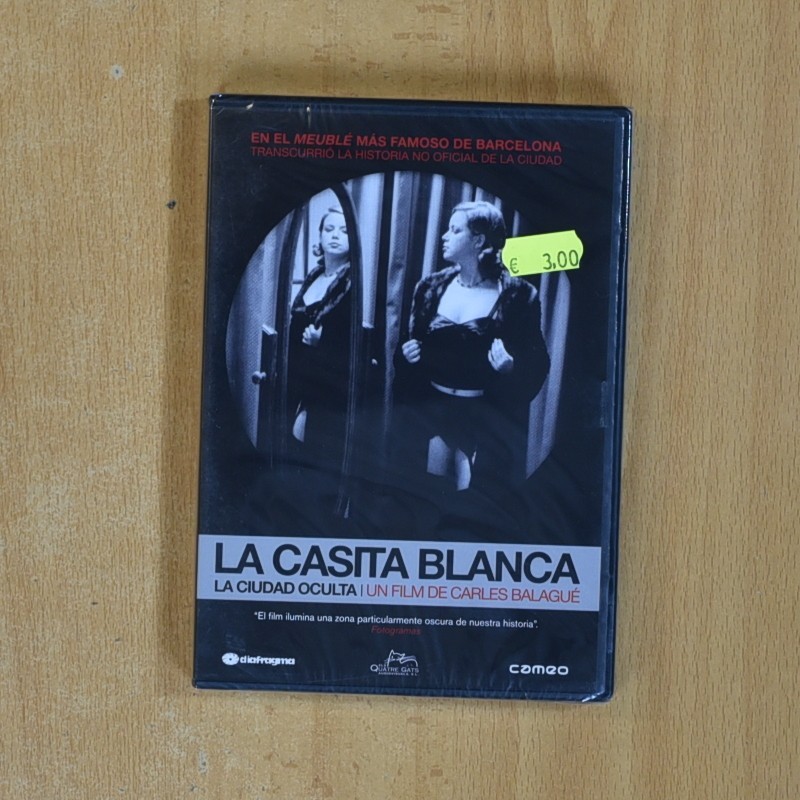 EN EL MEUBLÉ MÁS FAMOSO DE BARCELONA
TRANSCURRIÓ LA HISTORIA NO OFICIAL DE LA CIUDAD
€ 3,00
LA CASITA BLANCA
LA CIUDAD OCULTA | UN FILM DE CARLES BALAGUÉ
"El film ilumina una zona particularmente oscura de nuestra historia".
Fotogramas
diafragma
QUATRE GATS
cameo